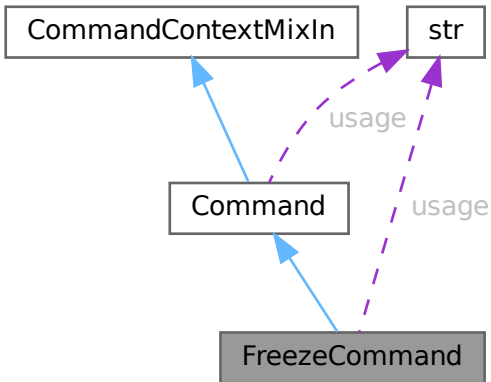 CommandContextMixIn
str
usage
Command
usage
FreezeCommand